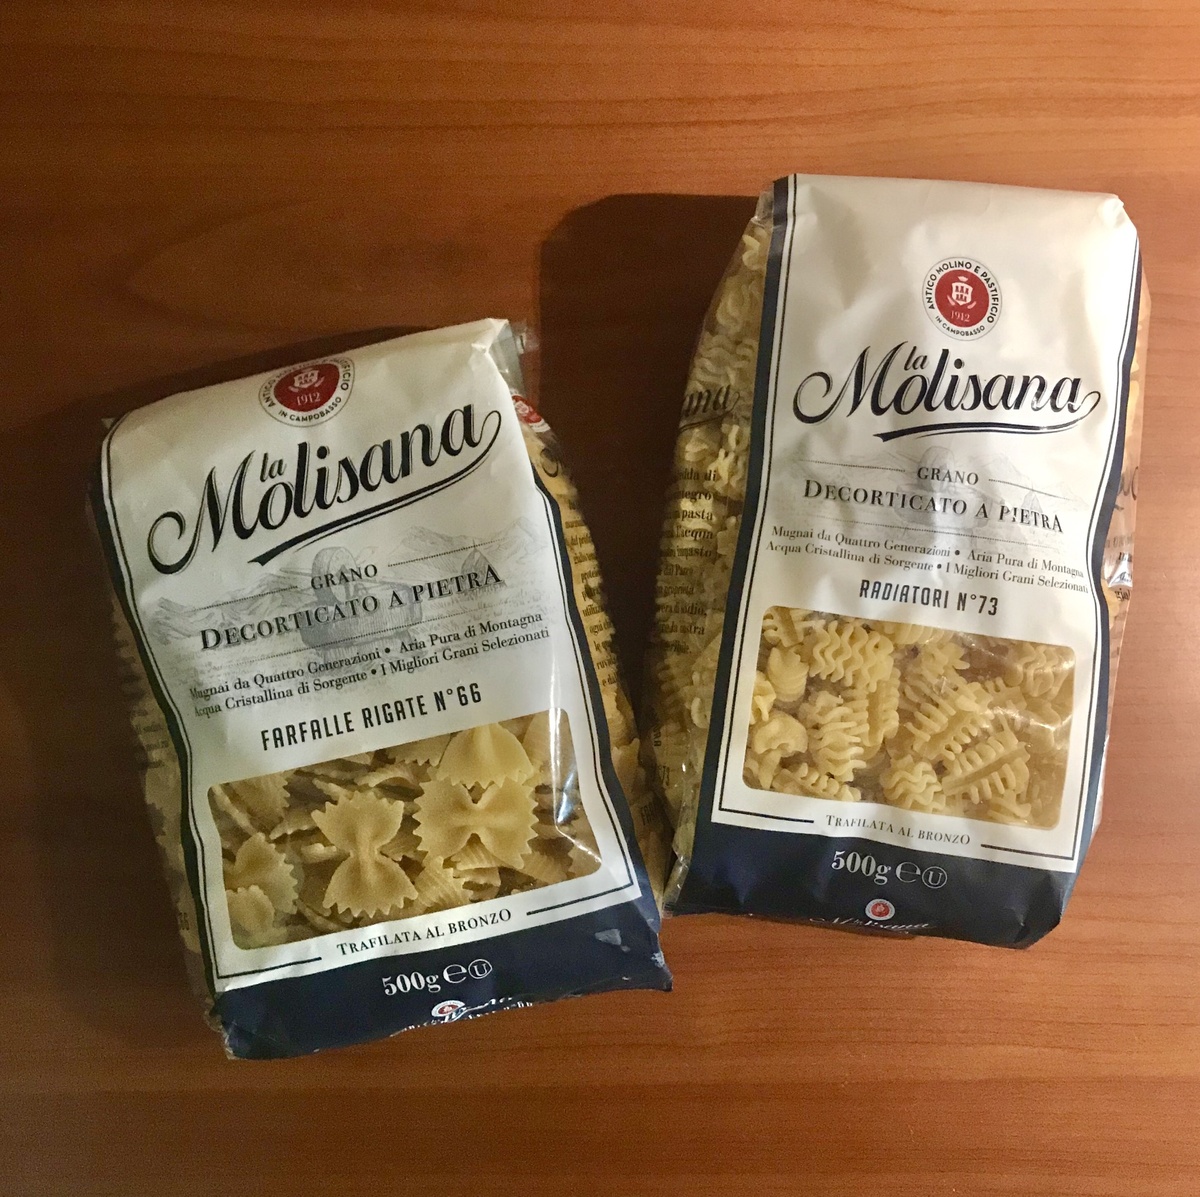 ANTICO MOLINO E PASTIFICIO
IN CAMPOBASSO
1912
la
Molisana
GRANO
DECORTICATO A PIETRA
Mugnai da Quattro Generazioni • Aria Pura di Montagna
Acqua Cristallina di Sorgente • I Migliori Grani Selezionati
FARFALLE RIGATE N°66
TRAFILATA AL BRONZO
500g ℮ U
ANTICO MOLINO E PASTIFICIO
IN CAMPOBASSO
1912
la
Molisana
GRANO
DECORTICATO A PIETRA
Mugnai da Quattro Generazioni • Aria Pura di Montagna
Acqua Cristallina di Sorgente • I Migliori Grani Selezionati
RADIATORI N°73
TRAFILATA AL BRONZO
500g ℮ U
Molisana